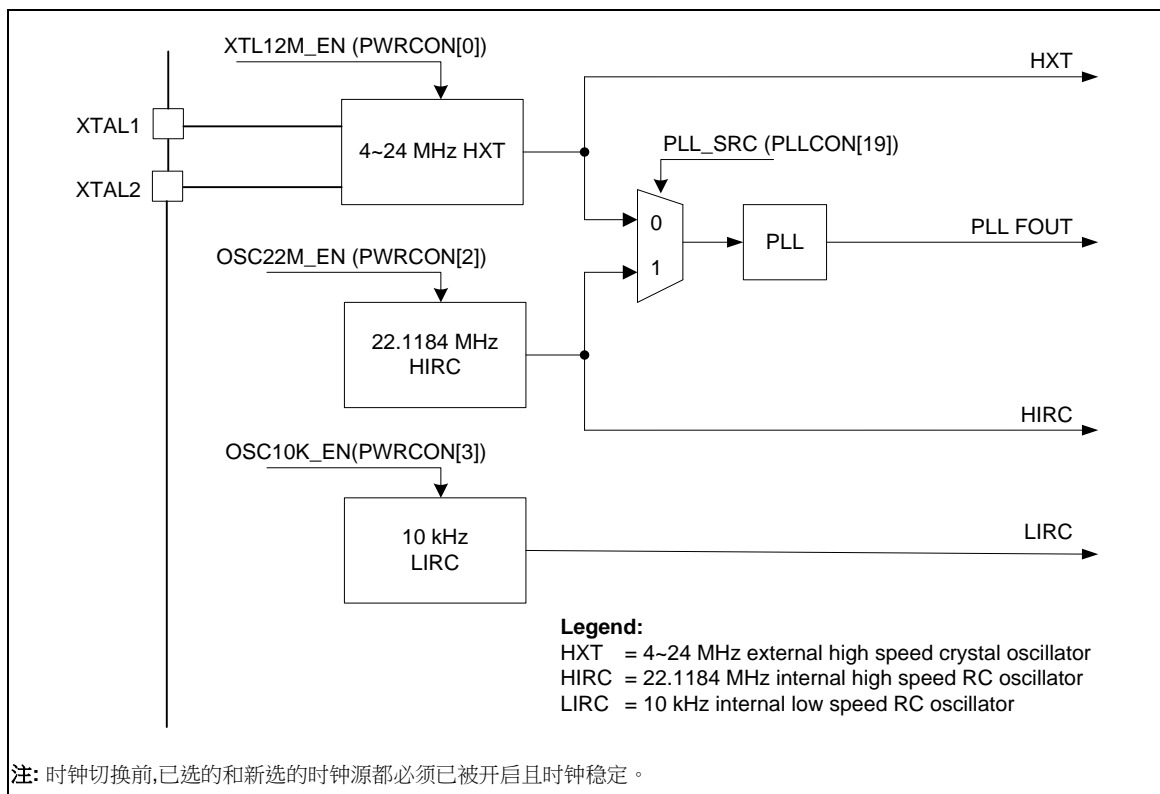 XTL12M_EN (PWRCON[0])
HXT
XTAL1
4~24 MHz HXT
PLL_SRC (PLLCON[19])
XTAL2
0
PLL
PLL FOUT
1
OSC22M_EN (PWRCON[2])
22.1184 MHz
HIRC
HIRC
OSC10K_EN(PWRCON[3])
10 kHz
LIRC
LIRC
Legend:
HXT = 4~24 MHz external high speed crystal oscillator
HIRC = 22.1184 MHz internal high speed RC oscillator
LIRC = 10 kHz internal low speed RC oscillator
注: 时钟切换前,已选的和新选的时钟源都必须已被开启且时钟稳定。